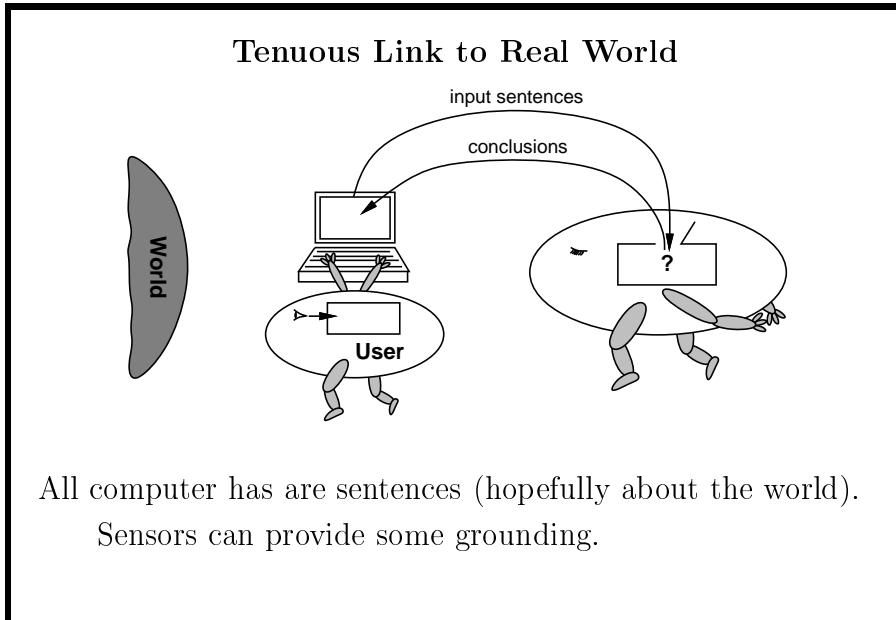 Tenuous Link to Real World
input sentences
conclusions
World
?
User
All computer has are sentences (hopefully about the world).
Sensors can provide some grounding.